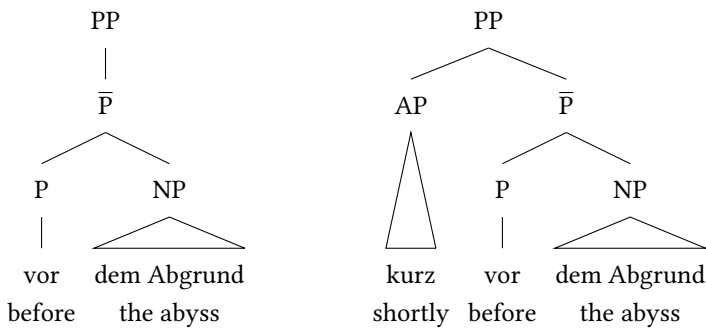 PP PP
P̅ AP P̅
P NP P NP
vor dem Abgrund kurz vor dem Abgrund
before the abyss shortly before the abyss